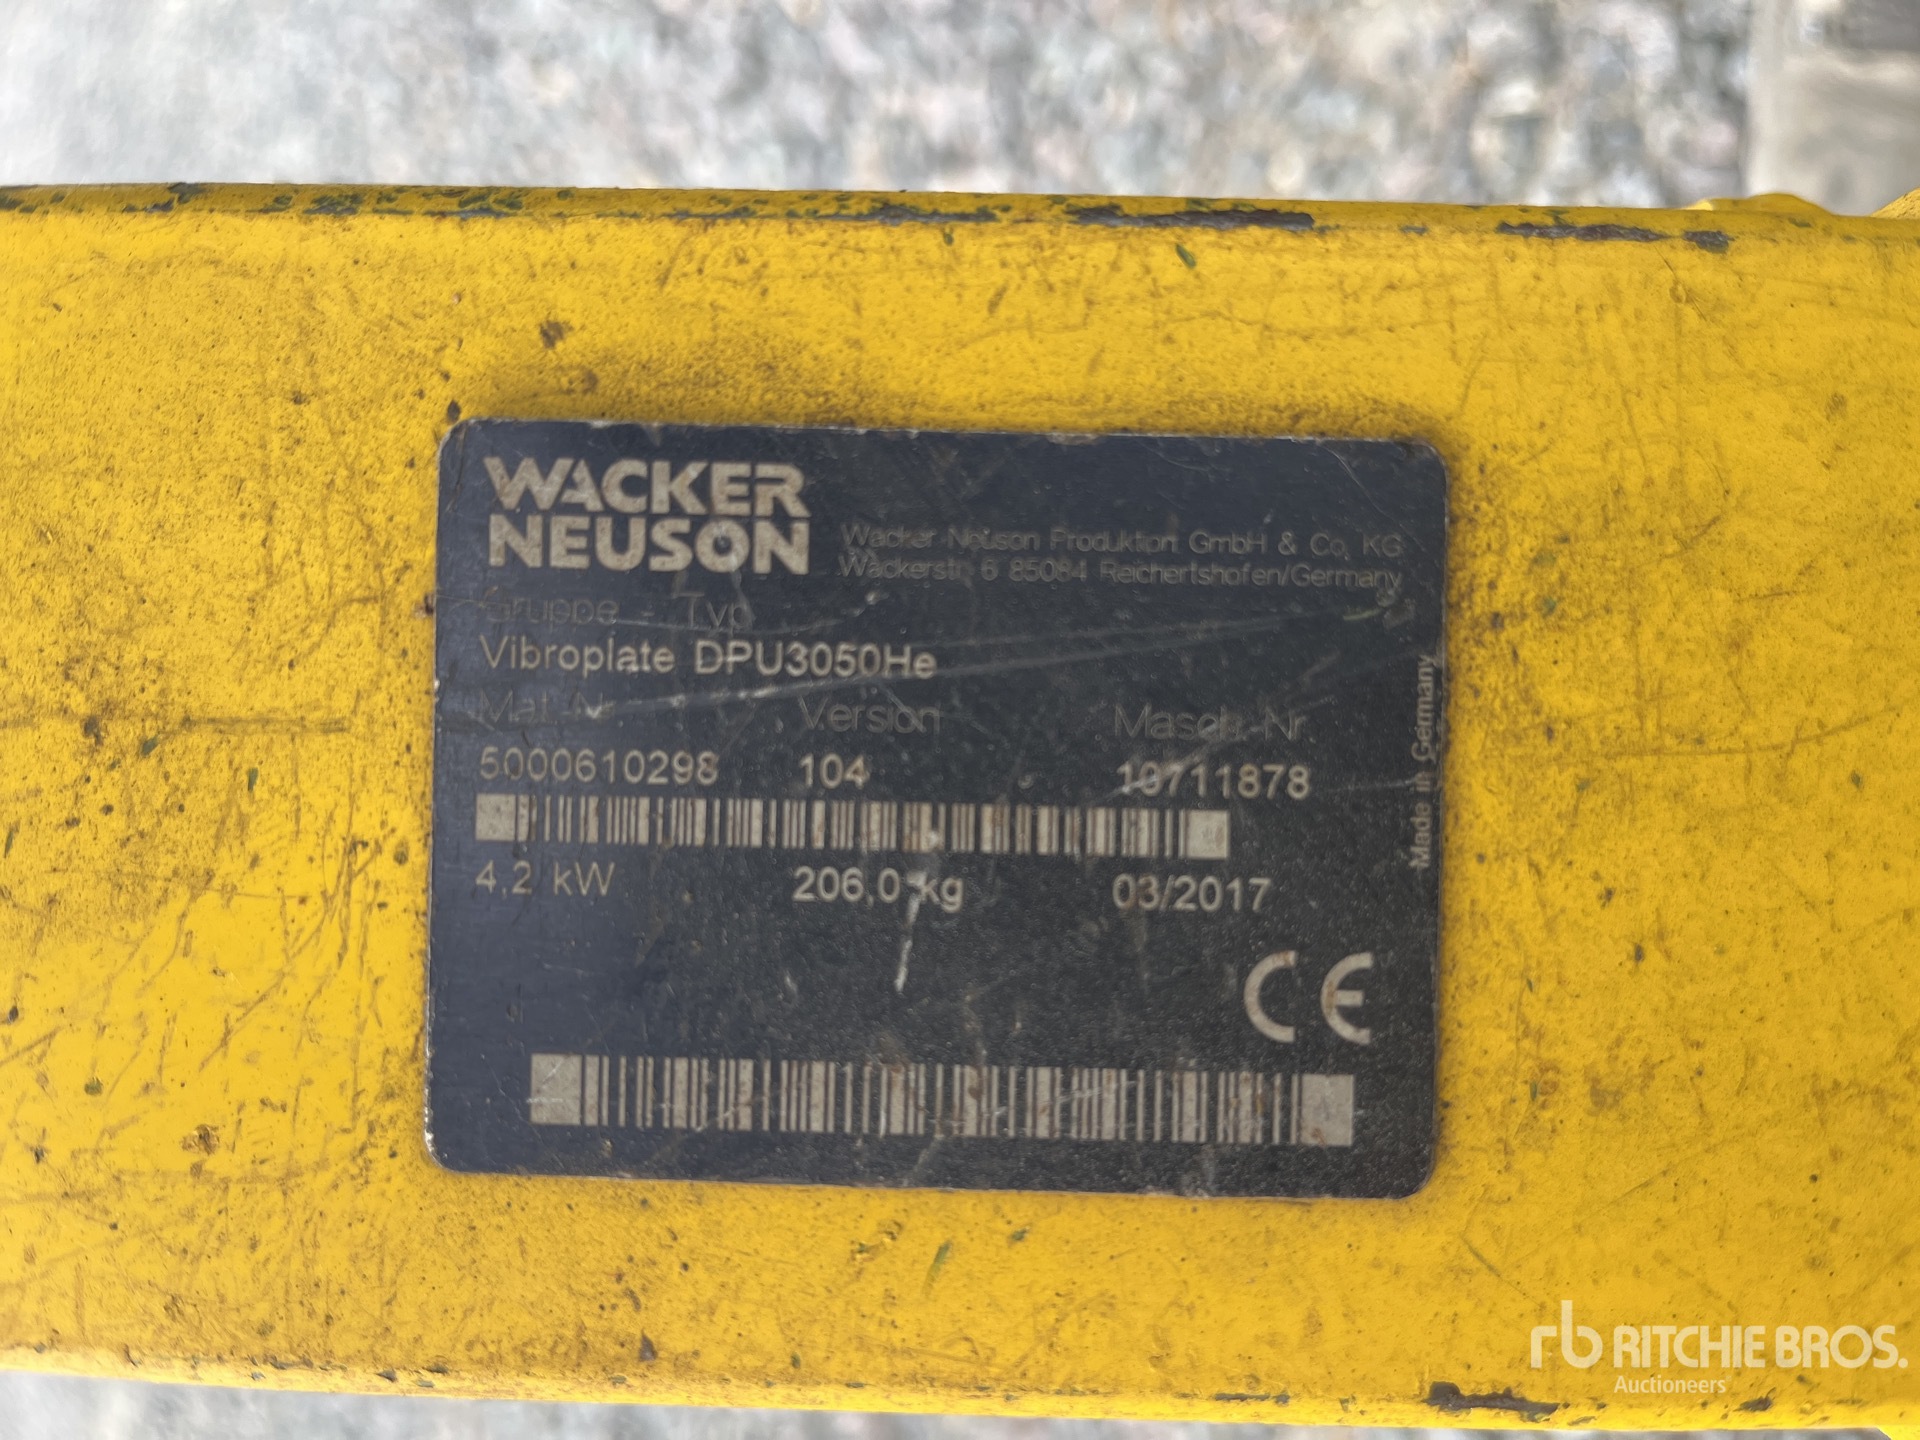 WACKER
NEUSON
Wacker Neuson Produktion GmbH & Co. KG
Wackerstr. 6 85084 Reichertshofen/Germany
Gruppe - Typ
Vibroplate DPU3050He
Mat.-Nr. Version Masch.-Nr.
5000610298 104 10711878
4,2 kW 206,0 kg 03/2017
Made in Germany
CE
rb RITCHIE BROS.
Auctioneers